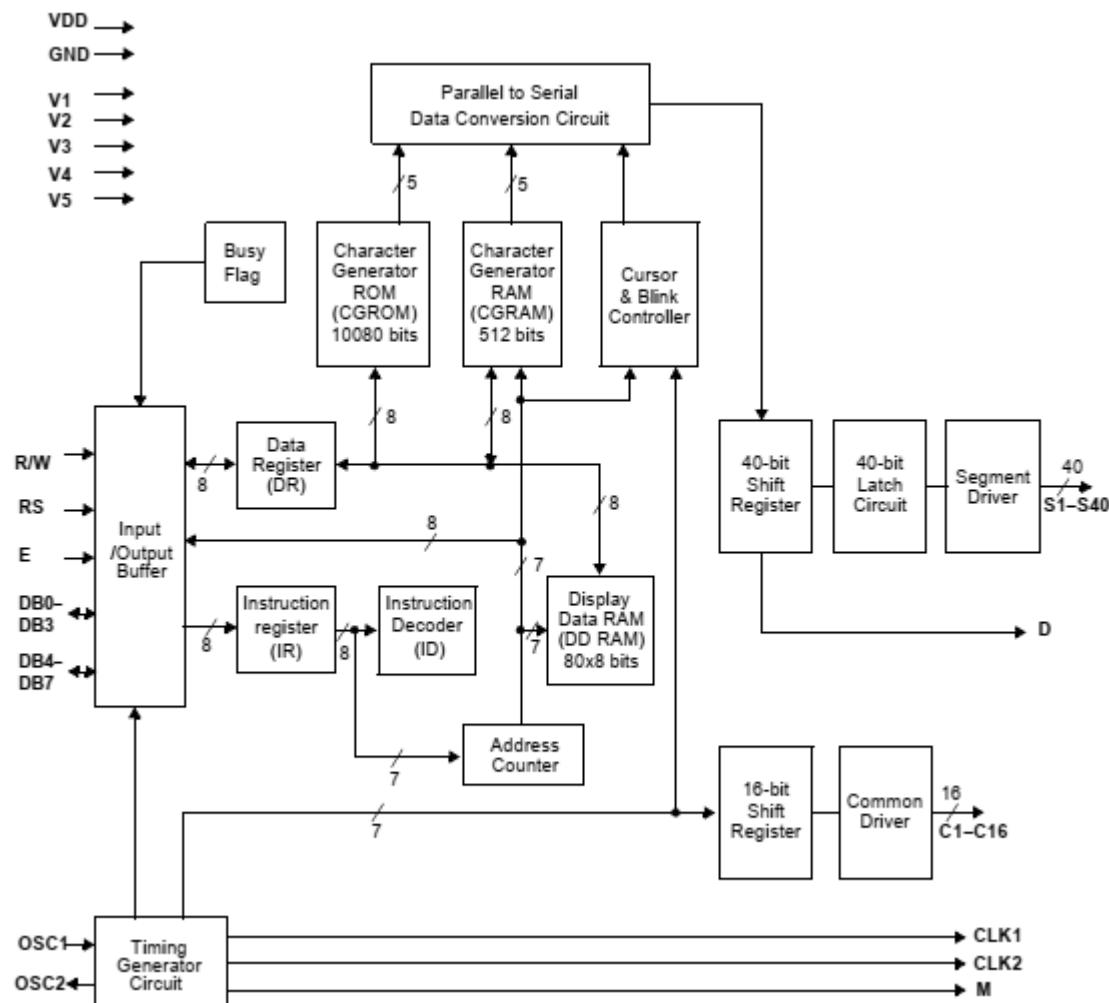 VDD
GND
V1
V2
V3
V4
V5
Parallel to Serial
Data Conversion Circuit
5
5
Busy
Flag
Character
Generator
ROM
(CGROM)
10080 bits
Character
Generator
RAM
(CGRAM)
512 bits
Cursor
& Blink
Controller
8
8
R/W
RS
E
DB0–
DB3
DB4–
DB7
Input
/Output
Buffer
8
Data
Register
(DR)
8
8
7
8
Instruction
register
(IR)
8
Instruction
Decoder
(ID)
7
Display
Data RAM
(DD RAM)
80x8 bits
7
Address
Counter
7
40-bit
Shift
Register
40-bit
Latch
Circuit
Segment
Driver
40
S1–S40
D
16-bit
Shift
Register
Common
Driver
16
C1–C16
OSC1
OSC2
Timing
Generator
Circuit
CLK1
CLK2
M